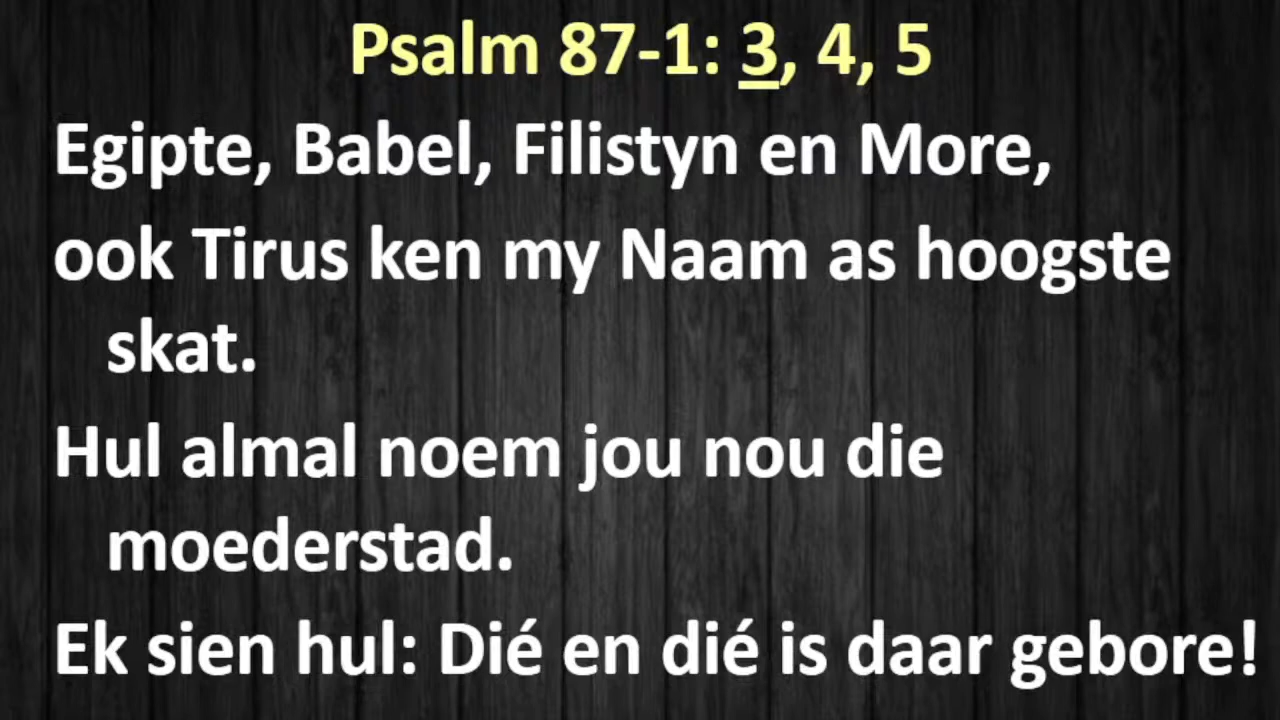 Psalm 87-1: 3, 4, 5
Egipte, Babel, Filistyn en More,
ook Tirus ken my Naam as hoogste
skat.
Hul almal noem jou nou die
moederstad.
Ek sien hul: Dié en dié is daar gebore!